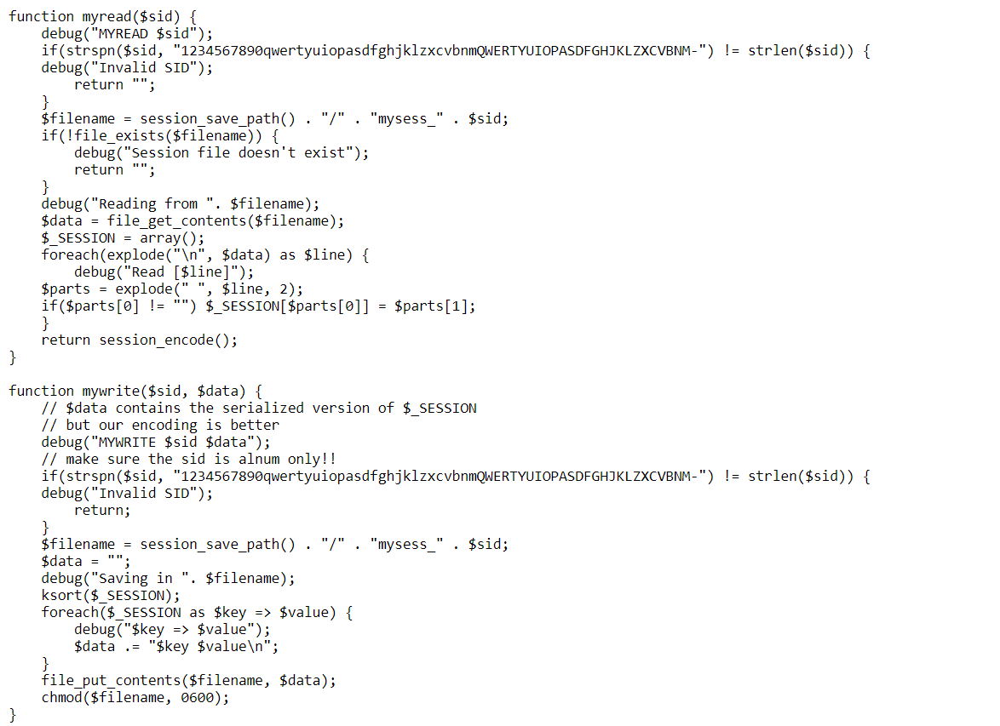 function myread($sid) {
    debug("MYREAD $sid");
    if(strspn($sid, "1234567890qwertyuiopasdfghjklzxcvbnmQWERTYUIOPASDFGHJKLZXCVBNM-") != strlen($sid)) {
    debug("Invalid SID");
        return "";
    }
    $filename = session_save_path() . "/" . "mysess_" . $sid;
    if(!file_exists($filename)) {
        debug("Session file doesn't exist");
        return "";
    }
    debug("Reading from ". $filename);
    $data = file_get_contents($filename);
    $_SESSION = array();
    foreach(explode("\n", $data) as $line) {
        debug("Read [$line]");
    $parts = explode(" ", $line, 2);
    if($parts[0] != "") $_SESSION[$parts[0]] = $parts[1];
    }
    return session_encode();
}

function mywrite($sid, $data) {
    // $data contains the serialized version of $_SESSION
    // but our encoding is better
    debug("MYWRITE $sid $data");
    // make sure the sid is alnum only!!
    if(strspn($sid, "1234567890qwertyuiopasdfghjklzxcvbnmQWERTYUIOPASDFGHJKLZXCVBNM-") != strlen($sid)) {
    debug("Invalid SID");
        return;
    }
    $filename = session_save_path() . "/" . "mysess_" . $sid;
    $data = "";
    debug("Saving in ". $filename);
    ksort($_SESSION);
    foreach($_SESSION as $key => $value) {
        debug("$key => $value");
        $data .= "$key $value\n";
    }
    file_put_contents($filename, $data);
    chmod($filename, 0600);
}